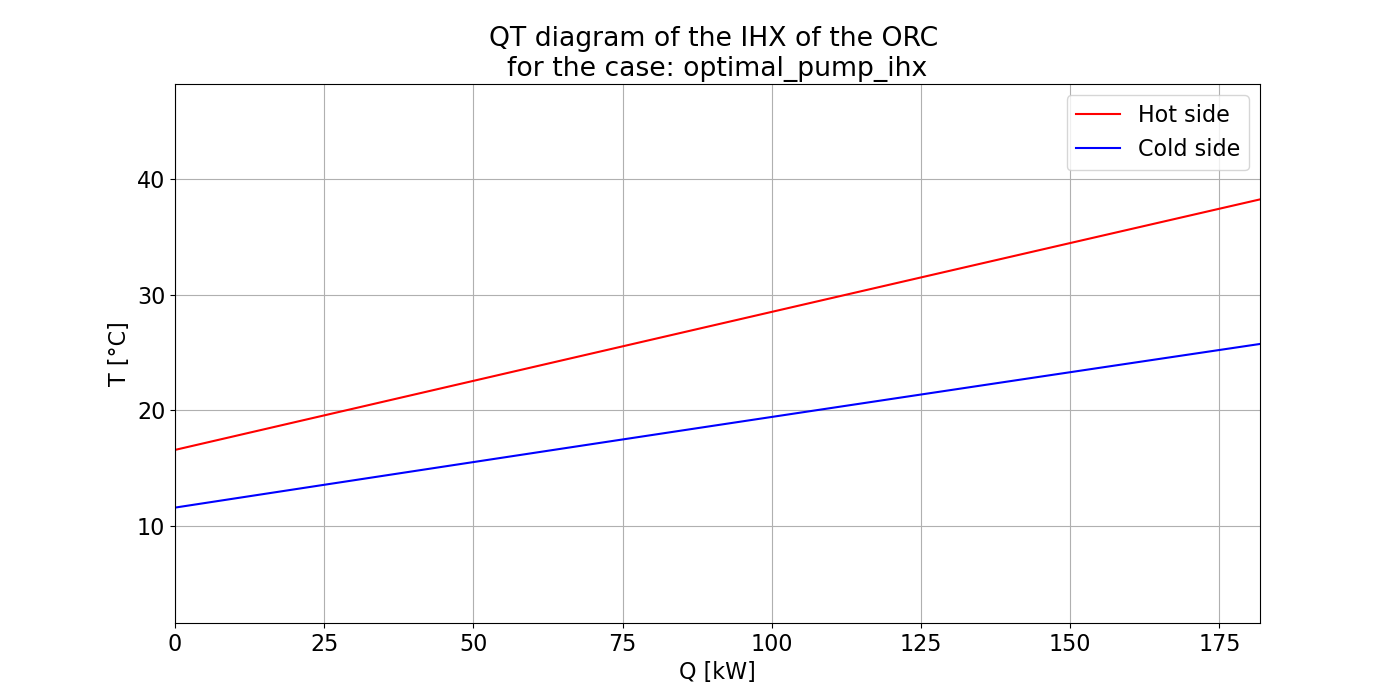 QT diagram of the IHX of the ORC
for the case: optimal_pump_ihx
Hot side
Cold side
T [°C]
40
30
20
10
0
25
50
75
100
125
150
175
Q [kW]